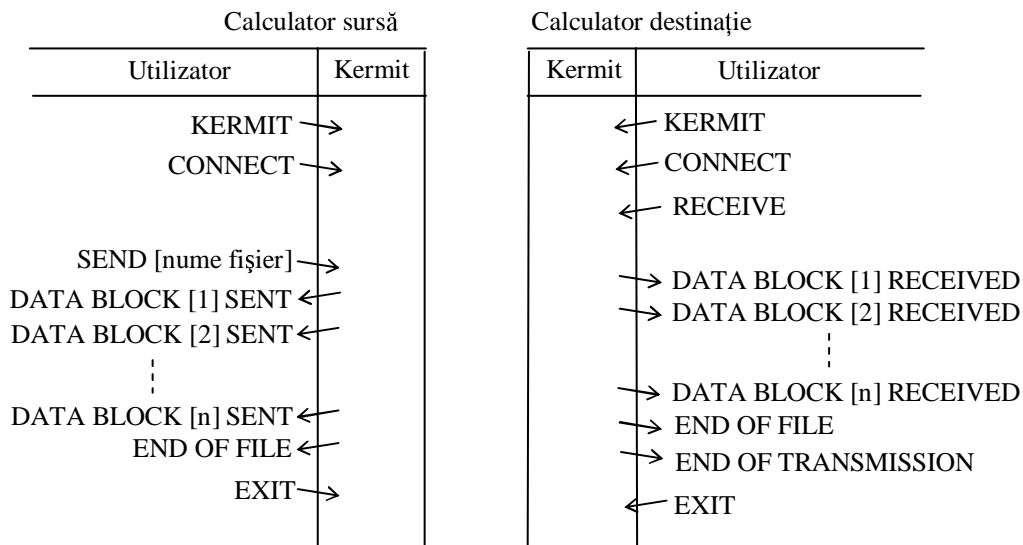 Calculator sursă Calculator destinație
Utilizator Kermit Kermit Utilizator
KERMIT KERMIT
CONNECT CONNECT
RECEIVE
SEND [nume fişier]
DATA BLOCK [1] RECEIVED
DATA BLOCK [1] SENT
DATA BLOCK [2] RECEIVED
DATA BLOCK [2] SENT
DATA BLOCK [n] RECEIVED
DATA BLOCK [n] SENT
END OF FILE
END OF FILE
END OF TRANSMISSION
EXIT
EXIT